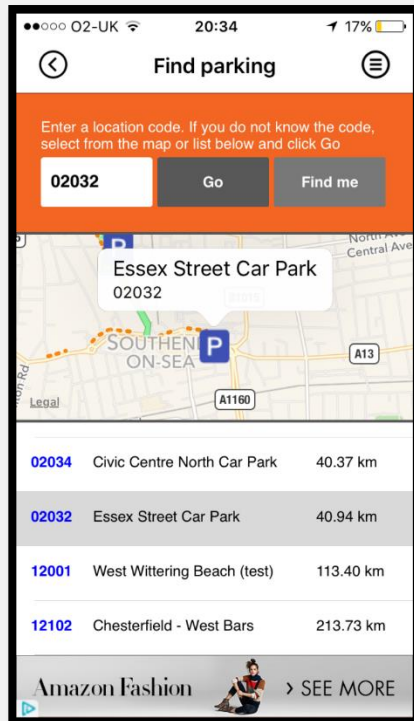 O2-UK 20:34 17%
Find parking
Enter a location code. If you do not know the code,
select from the map or list below and click Go
02032 Go Find me
P
North
Central Ave
Essex Street Car Park
02032
SOUTHEN
ON-SEA
P
A13
Rd
Legal
A1160
02034 Civic Centre North Car Park 40.37 km
02032 Essex Street Car Park 40.94 km
12001 West Wittering Beach (test) 113.40 km
12102 Chesterfield - West Bars 213.73 km
Amazon Fashion > SEE MORE